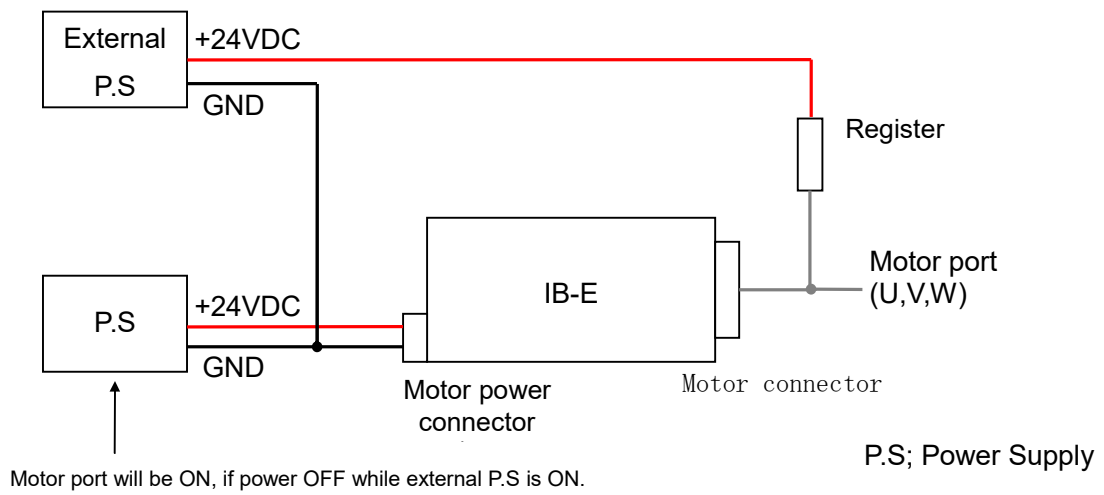 External
P.S
+24VDC
GND
Register
P.S
+24VDC
GND
IB-E
Motor port
(U,V,W)
Motor power
connector
Motor connector
P.S; Power Supply
Motor port will be ON, if power OFF while external P.S is ON.